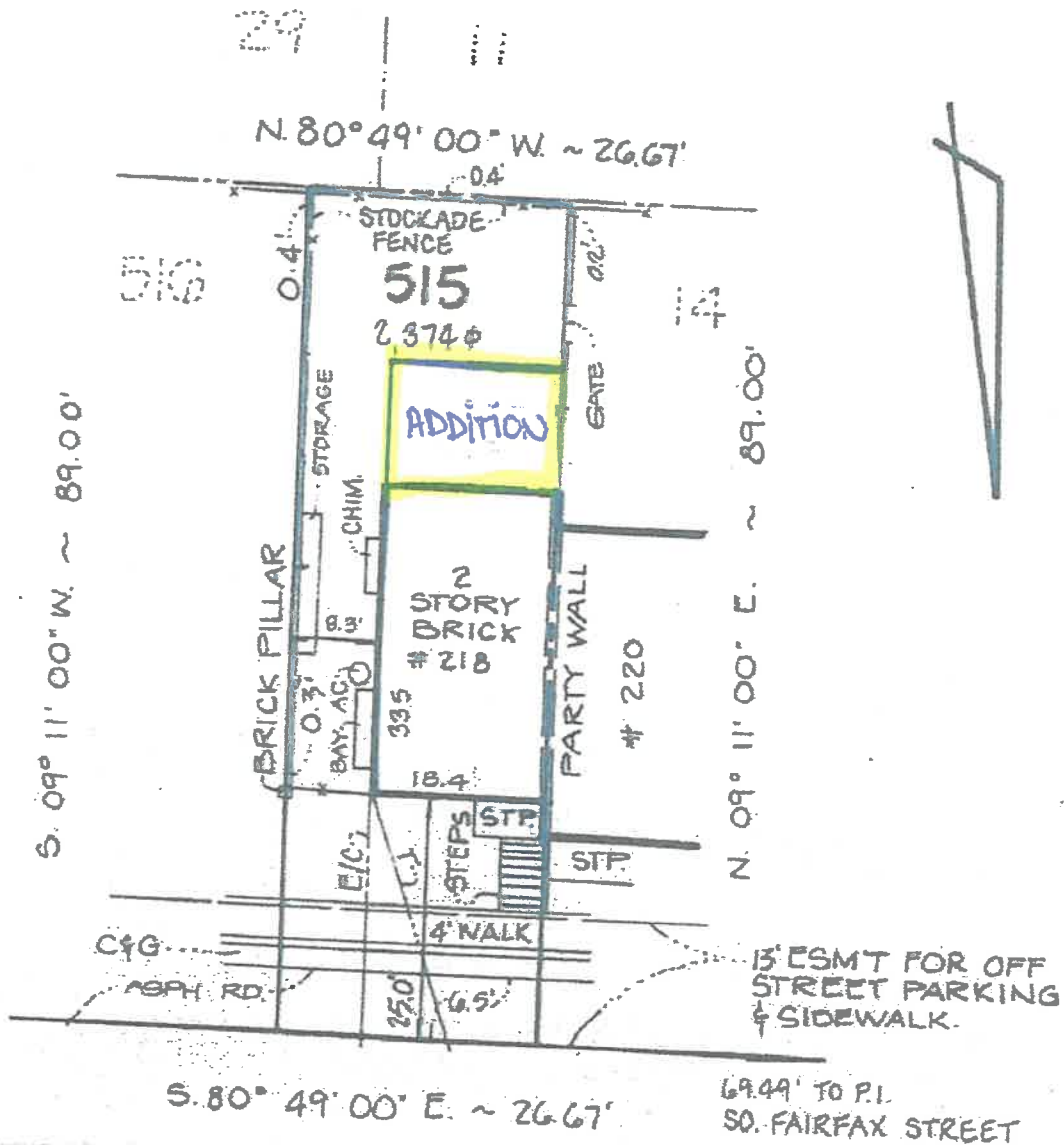 29
11
N. 80° 49' 00" W. ~ 26.67'
0.4'
STOCKADE
FENCE
0.4'
0.2'
516
515
14
2 374 ф
GATE
STORAGE
ADDITION
CHIM.
S. 09° 11' 00" W. ~ 89.00'
N 09° 11' 00" E. ~ 89.00'
BRICK PILLAR
8.3'
2
STORY
BRICK
# 218
PARTY WALL
# 220
0.3'
BAY
AC
33.5
18.4
E/C
STEPS
STP.
STP.
4' WALK
C&G
ASPH RD.
25.0'
6.5'
13' ESM'T FOR OFF
STREET PARKING
& SIDEWALK.
S. 80° 49' 00" E. ~ 26.67'
69.49' TO P.I.
SO. FAIRFAX STREET